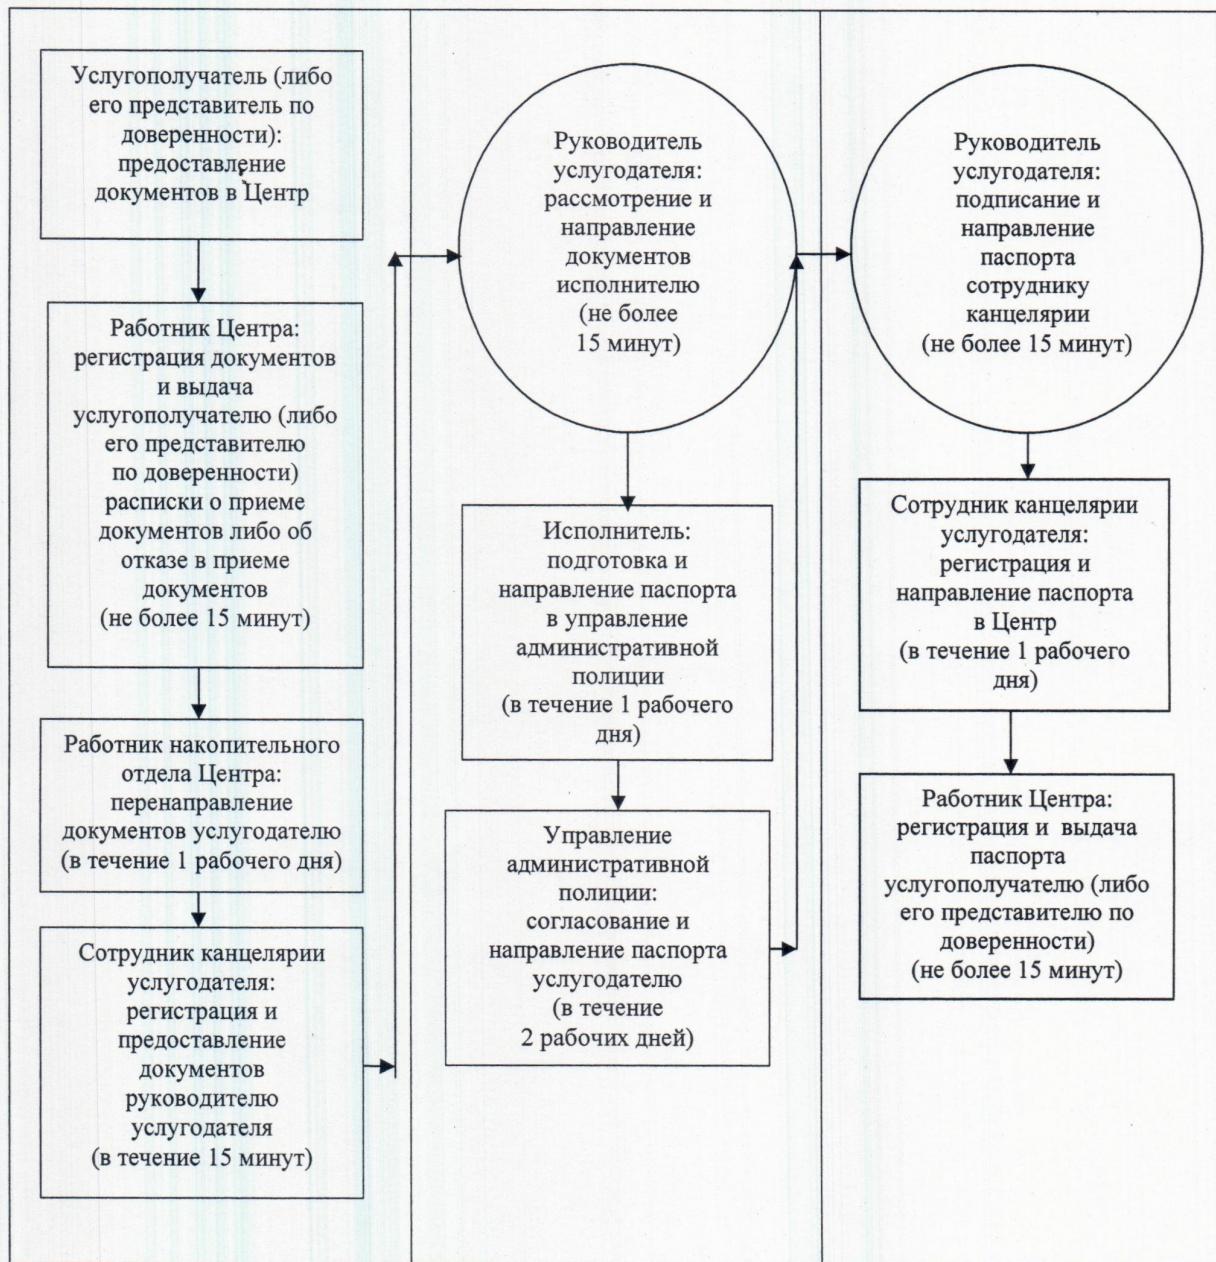 Услугополучатель (либо
его представитель по
доверенности):
предоставление
документов в Центр
Работник Центра:
регистрация документов
и выдача
услугополучателю (либо
его представителю
по доверенности)
расписки о приеме
документов либо об
отказе в приеме
документов
(не более 15 минут)
Работник накопительного
отдела Центра:
перенаправление
документов услугодателю
(в течение 1 рабочего дня)
Сотрудник канцелярии
услугодателя:
регистрация и
предоставление
документов
руководителю
услугодателя
(в течение 15 минут)
Руководитель
услугодателя:
рассмотрение и
направление
документов
исполнителю
(не более
15 минут)
Исполнитель:
подготовка и
направление паспорта
в управление
административной
полиции
(в течение 1 рабочего
дня)
Управление
административной
полиции:
согласование и
направление паспорта
услугодателю
(в течение
2 рабочих дней)
Руководитель
услугодателя:
подписание и
направление
паспорта
сотруднику
канцелярии
(не более 15 минут)
Сотрудник канцелярии
услугодателя:
регистрация и
направление паспорта
в Центр
(в течение 1 рабочего
дня)
Работник Центра:
регистрация и выдача
паспорта
услугополучателю (либо
его представителю по
доверенности)
(не более 15 минут)